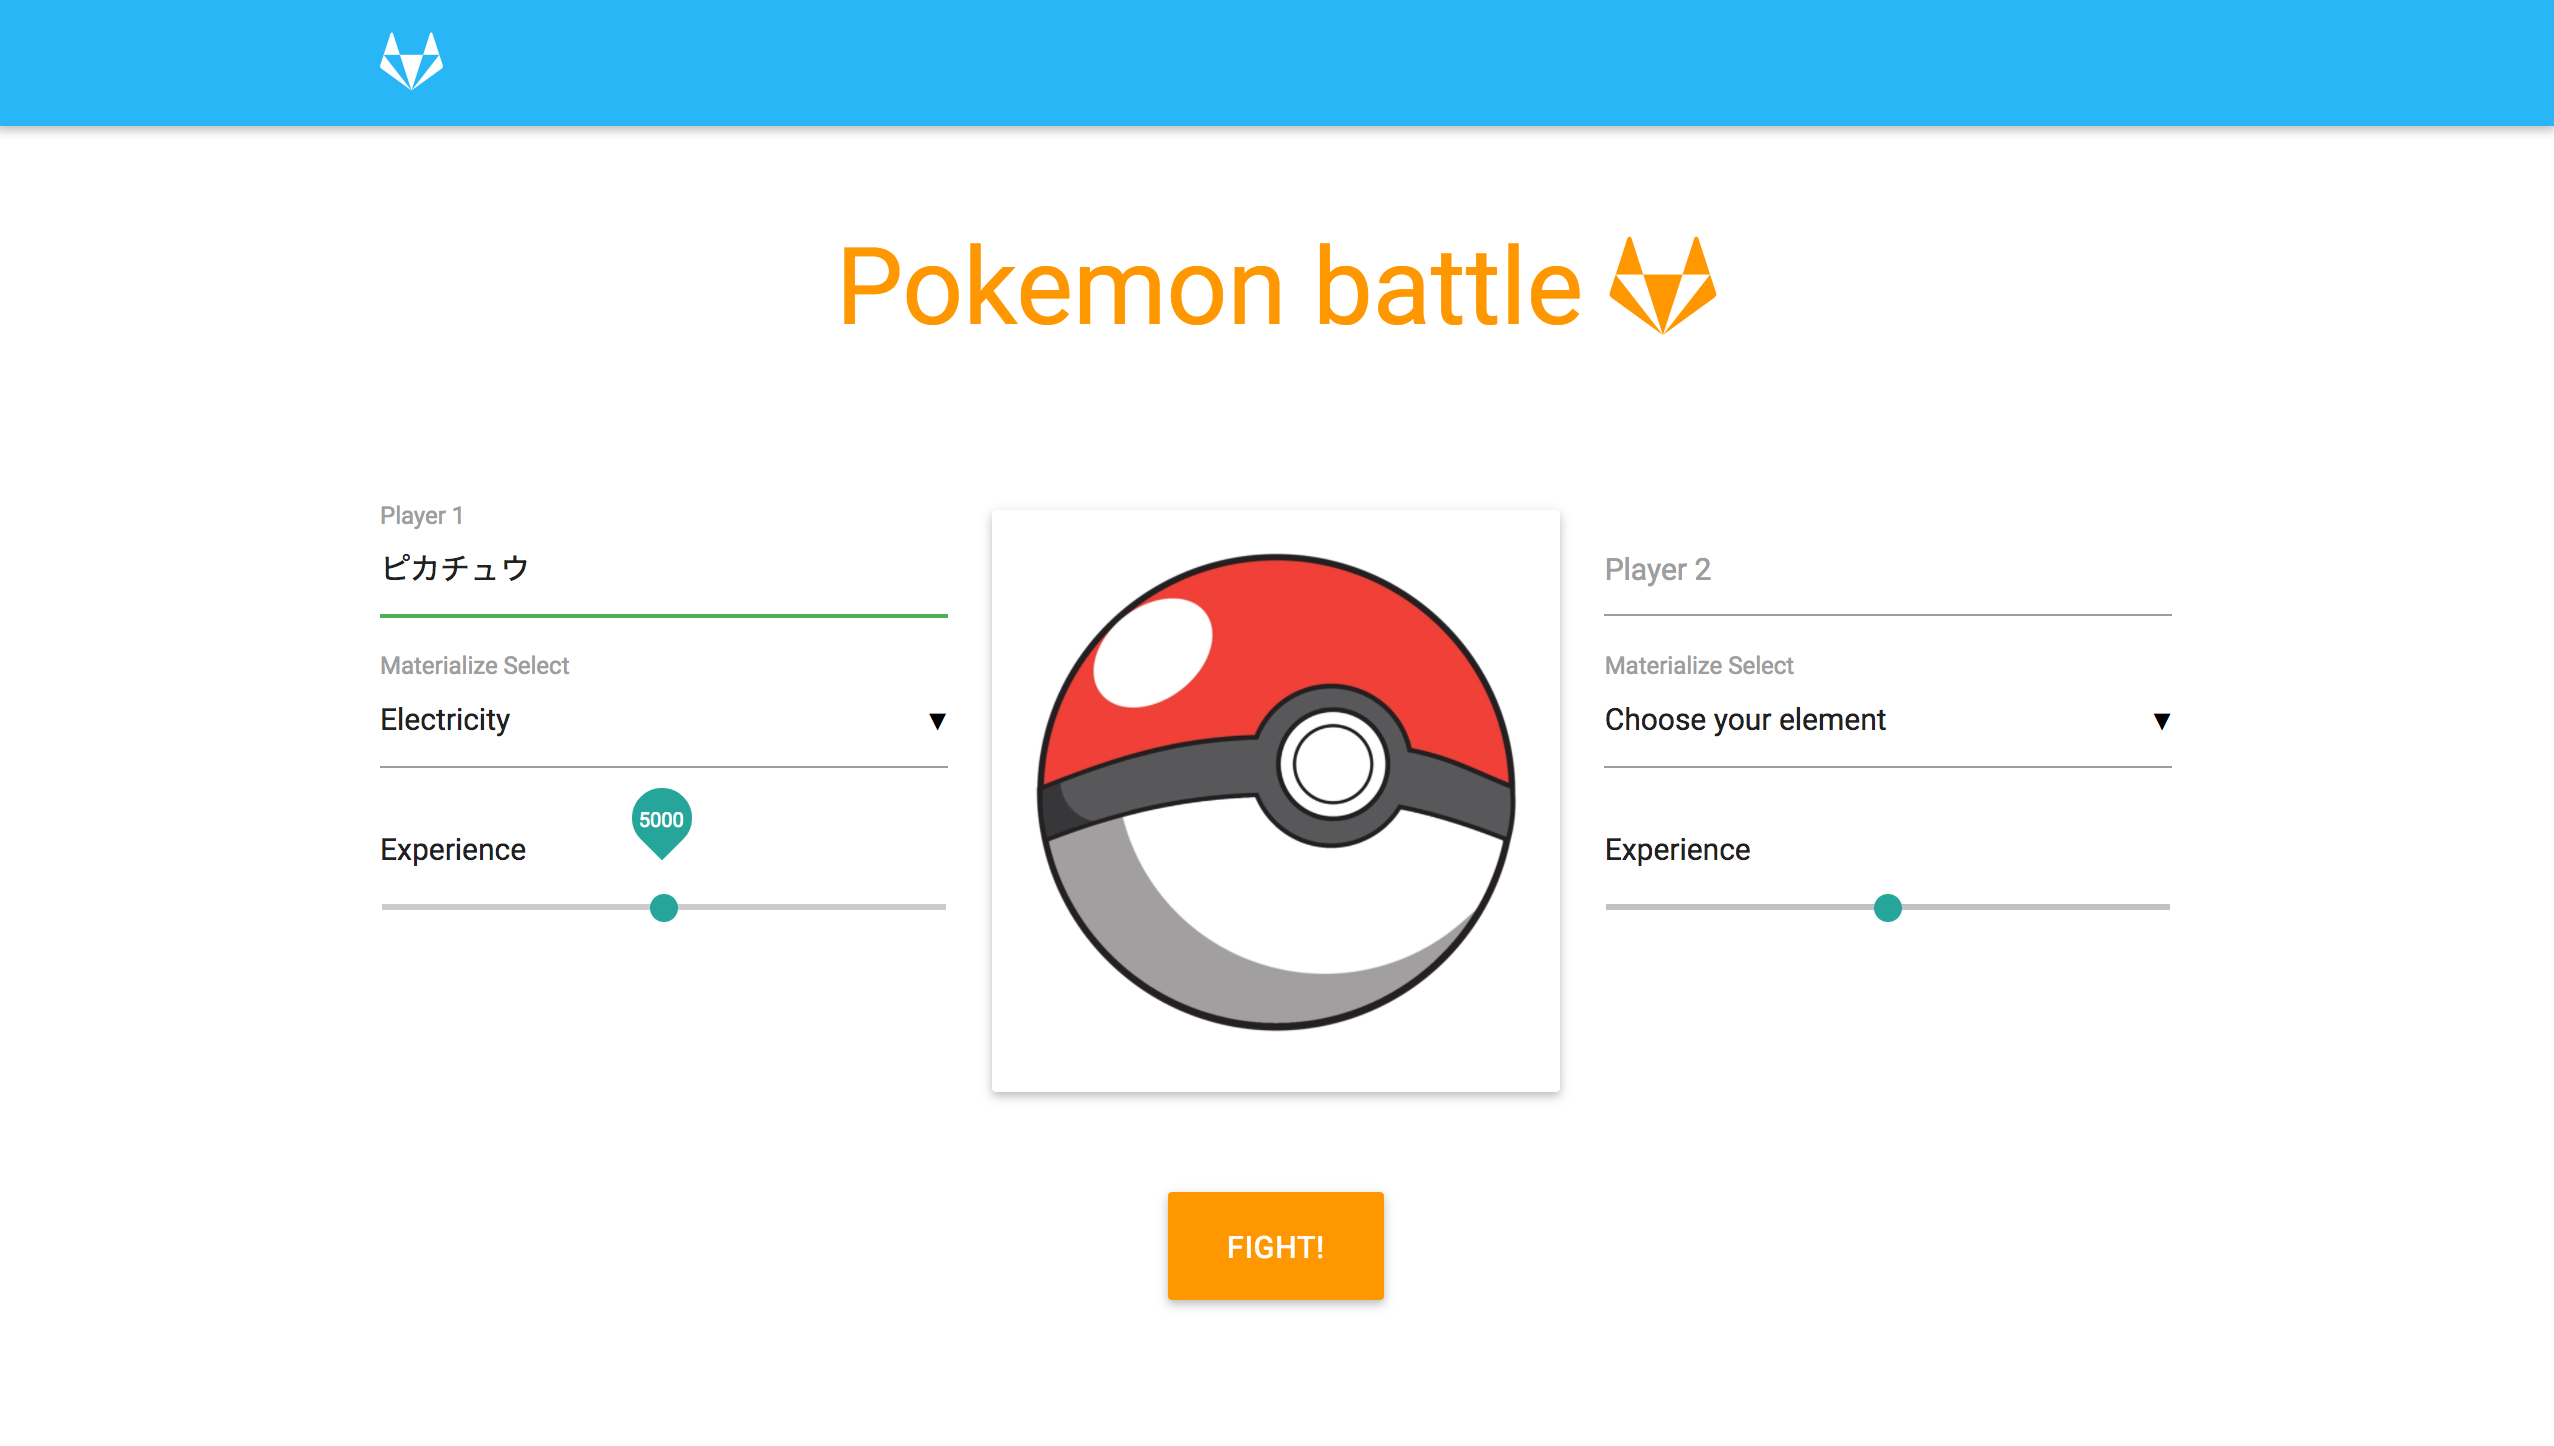 Pokemon battle
Player 1
ピカチュウ
Materialize Select
Electricity
5000
Experience
Player 2
Materialize Select
Choose your element
Experience
FIGHT!